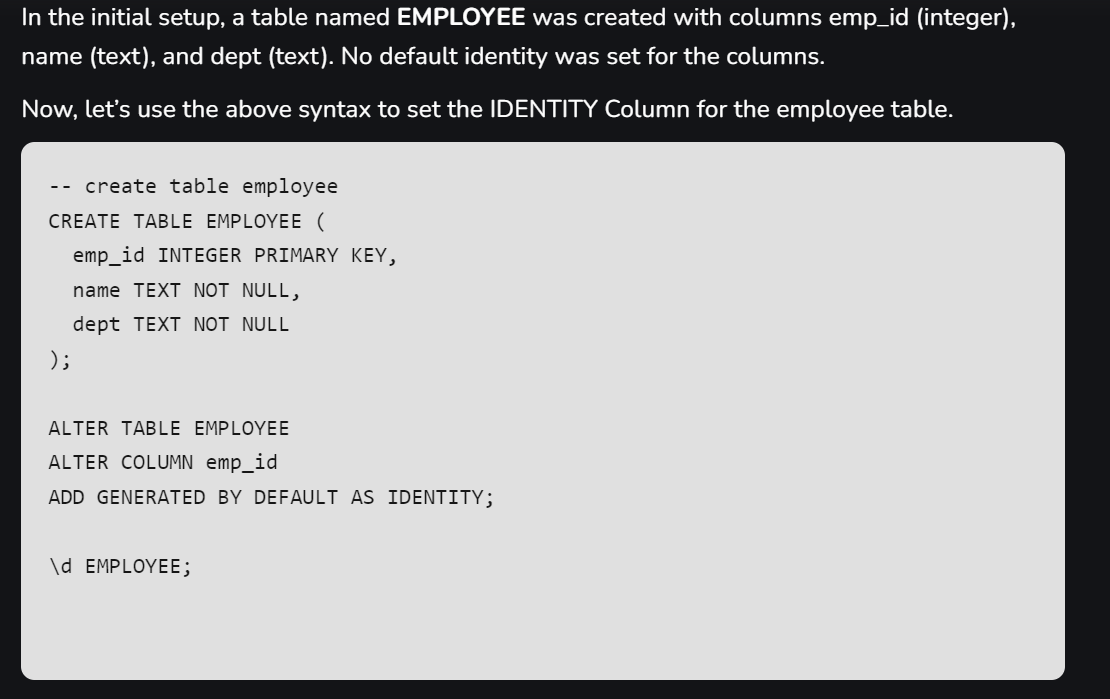 In the initial setup, a table named EMPLOYEE was created with columns emp_id (integer),
name (text), and dept (text). No default identity was set for the columns.
Now, let’s use the above syntax to set the IDENTITY Column for the employee table.
-- create table employee
CREATE TABLE EMPLOYEE (
  emp_id INTEGER PRIMARY KEY,
  name TEXT NOT NULL,
  dept TEXT NOT NULL
);
ALTER TABLE EMPLOYEE
ALTER COLUMN emp_id
ADD GENERATED BY DEFAULT AS IDENTITY;
\d EMPLOYEE;